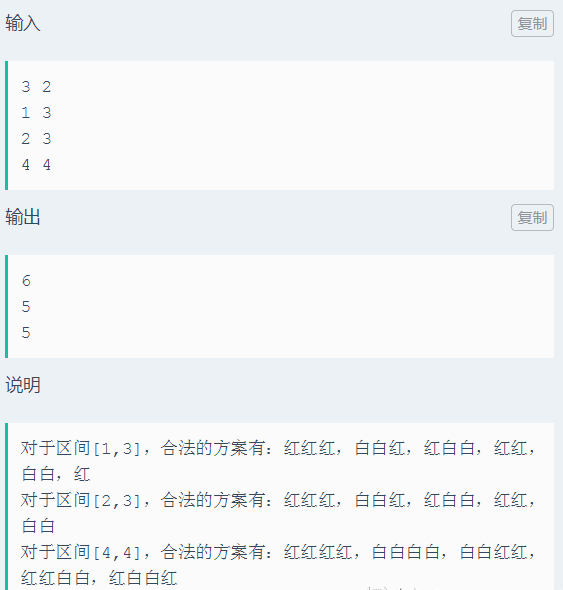 输入
复制
3 2
1 3
2 3
4 4
输出
复制
6
5
5
说明
对于区间[1,3]，合法的方案有：红红红，白白红，红白白，红红，
白白，红
对于区间[2,3]，合法的方案有：红红红，白白红，红白白，红红，
白白
对于区间[4,4]，合法的方案有：红红红红，白白白白，白白红红，
红红白白，红白白红